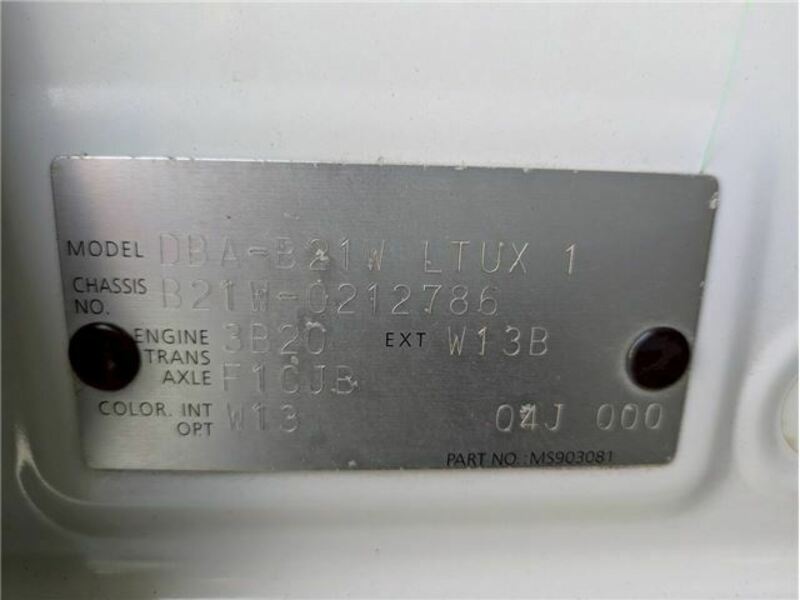 MODEL DBA-B21W LTUX 1
CHASSIS NO. B21W-0212786
ENGINE 3B20 EXT W13B
TRANS AXLE F1CJB
COLOR. INT OPT W13 04J 000
PART NO. :MS903081